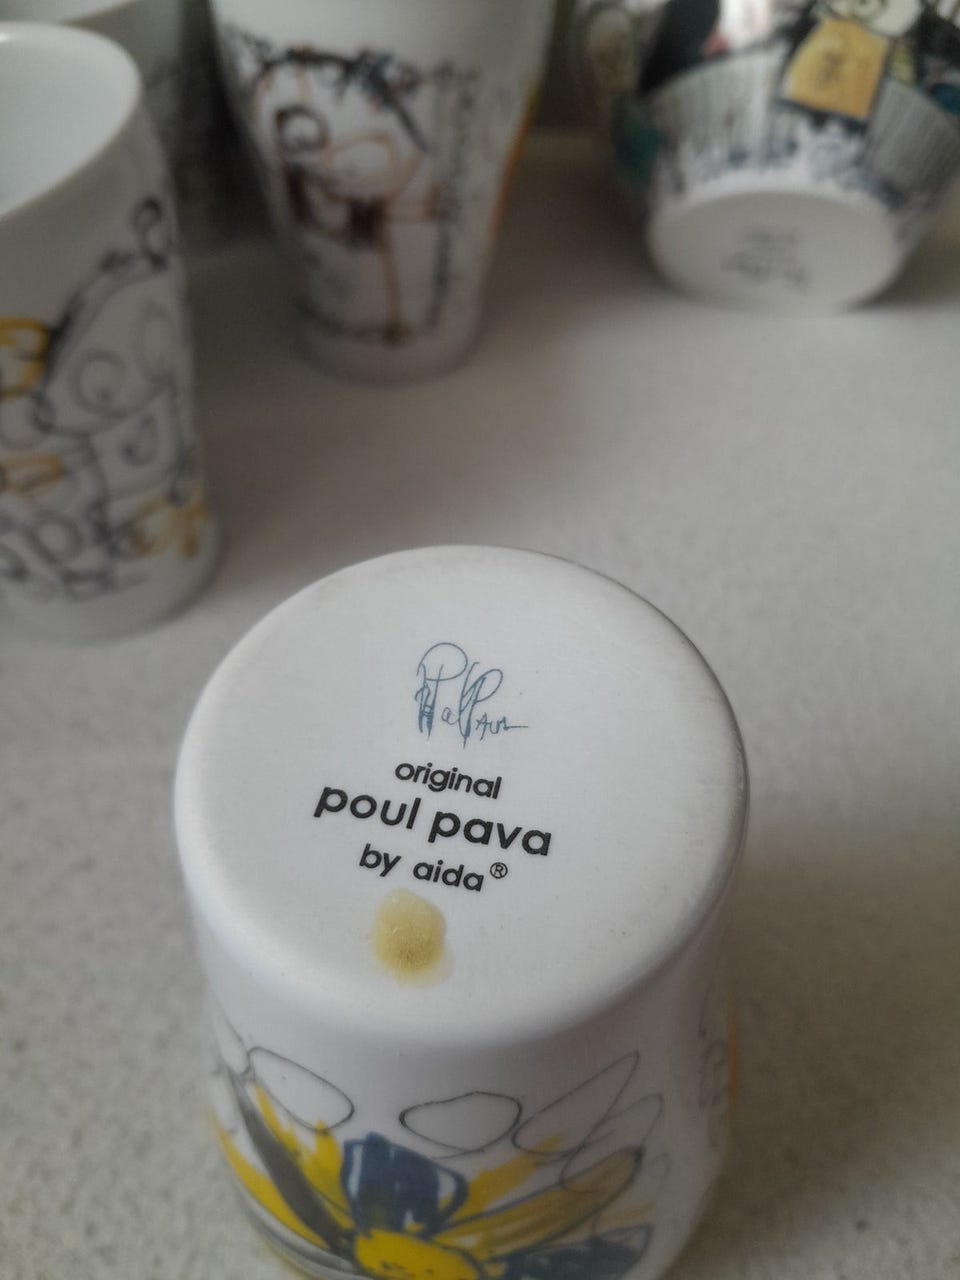 original
poul pava
by aida®